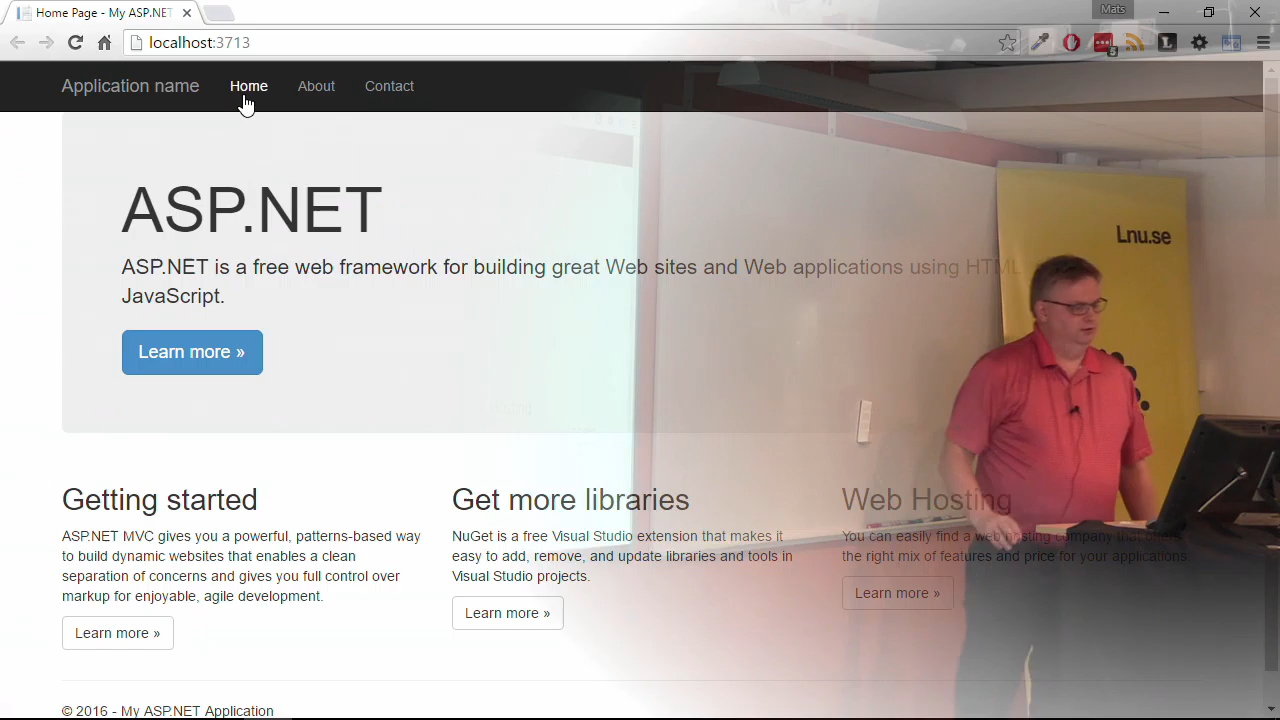 Home Page - My ASP.NET
Mats
localhost:3713
5
L
Application name Home About Contact
Lnu.se
ASP.NET
ASP.NET is a free web framework for building great Web sites and Web applications using HTML
JavaScript.
Learn more »
Getting started
ASP.NET MVC gives you a powerful, patterns-based way
to build dynamic websites that enables a clean
separation of concerns and gives you full control over
markup for enjoyable, agile development.
Learn more »
Get more libraries
NuGet is a free Visual Studio extension that makes it
easy to add, remove, and update libraries and tools in
Visual Studio projects.
Learn more »
Web Hosting
You can easily find a web hosting company that offers
the right mix of features and price for your applications.
Learn more »
© 2016 - My ASP.NET Application